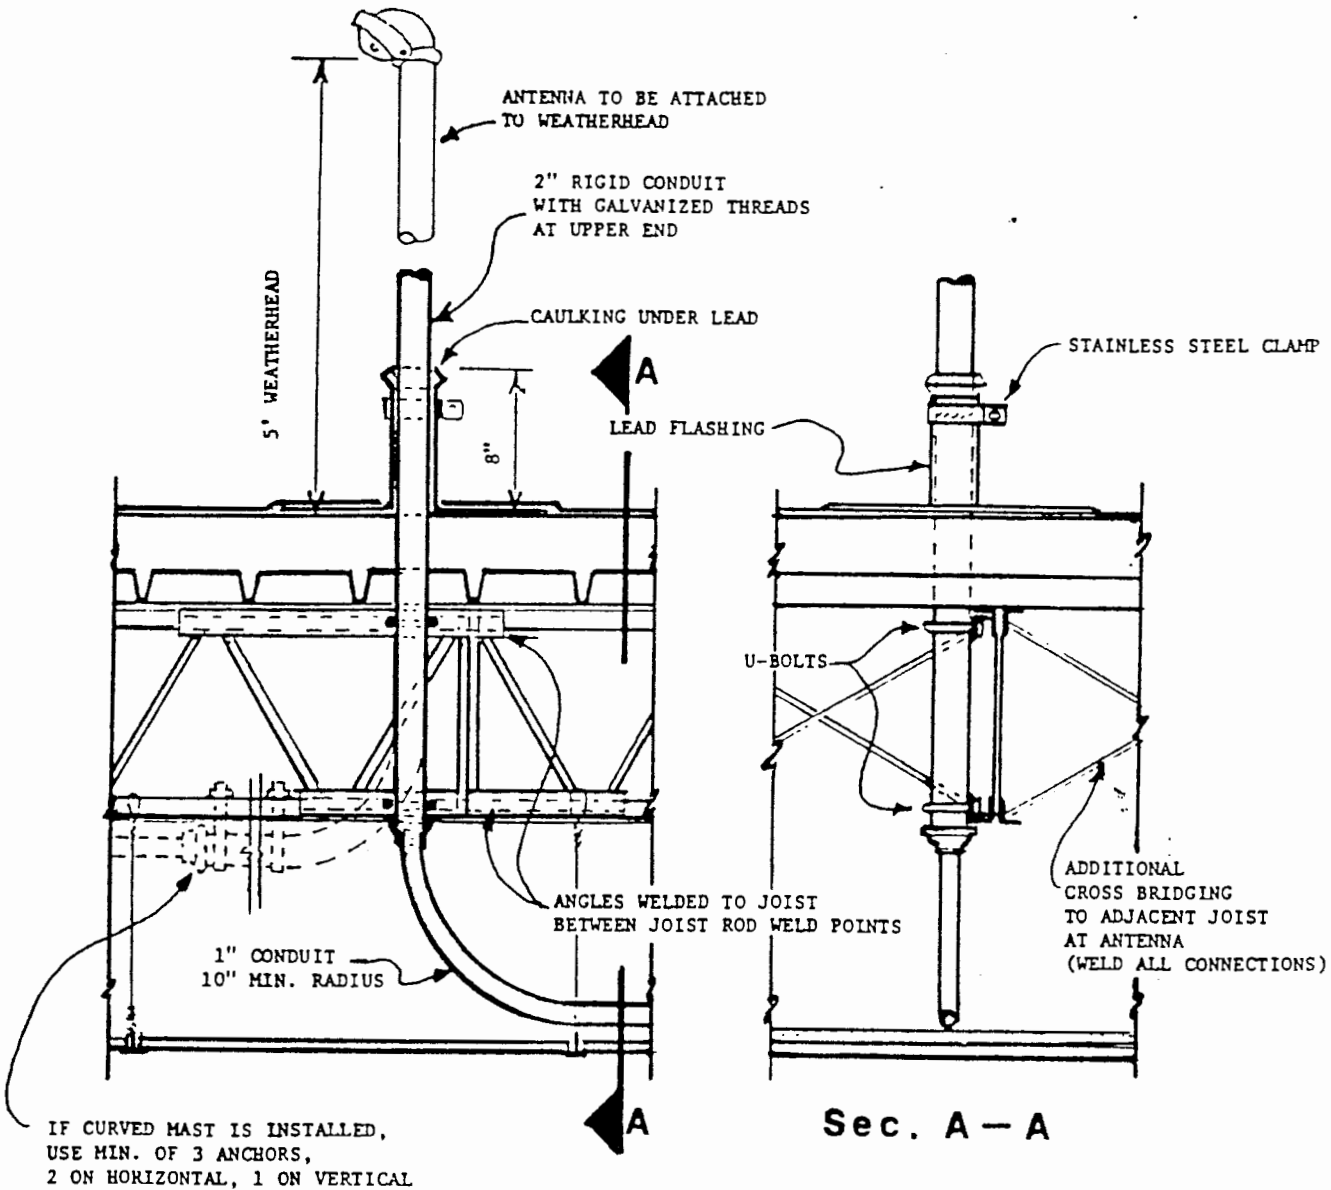 ANTENNA TO BE ATTACHED
TO WEATHERHEAD
2" RIGID CONDUIT
WITH GALVANIZED THREADS
AT UPPER END
5' WEATHERHEAD
CAULKING UNDER LEAD
A
8"
STAINLESS STEEL CLAMP
LEAD FLASHING
U-BOLTS
ANGLES WELDED TO JOIST
BETWEEN JOIST ROD WELD POINTS
1" CONDUIT
10" MIN. RADIUS
ADDITIONAL
CROSS BRIDGING
TO ADJACENT JOIST
AT ANTENNA
(WELD ALL CONNECTIONS)
A
Sec. A-A
IF CURVED MAST IS INSTALLED,
USE MIN. OF 3 ANCHORS,
2 ON HORIZONTAL, 1 ON VERTICAL